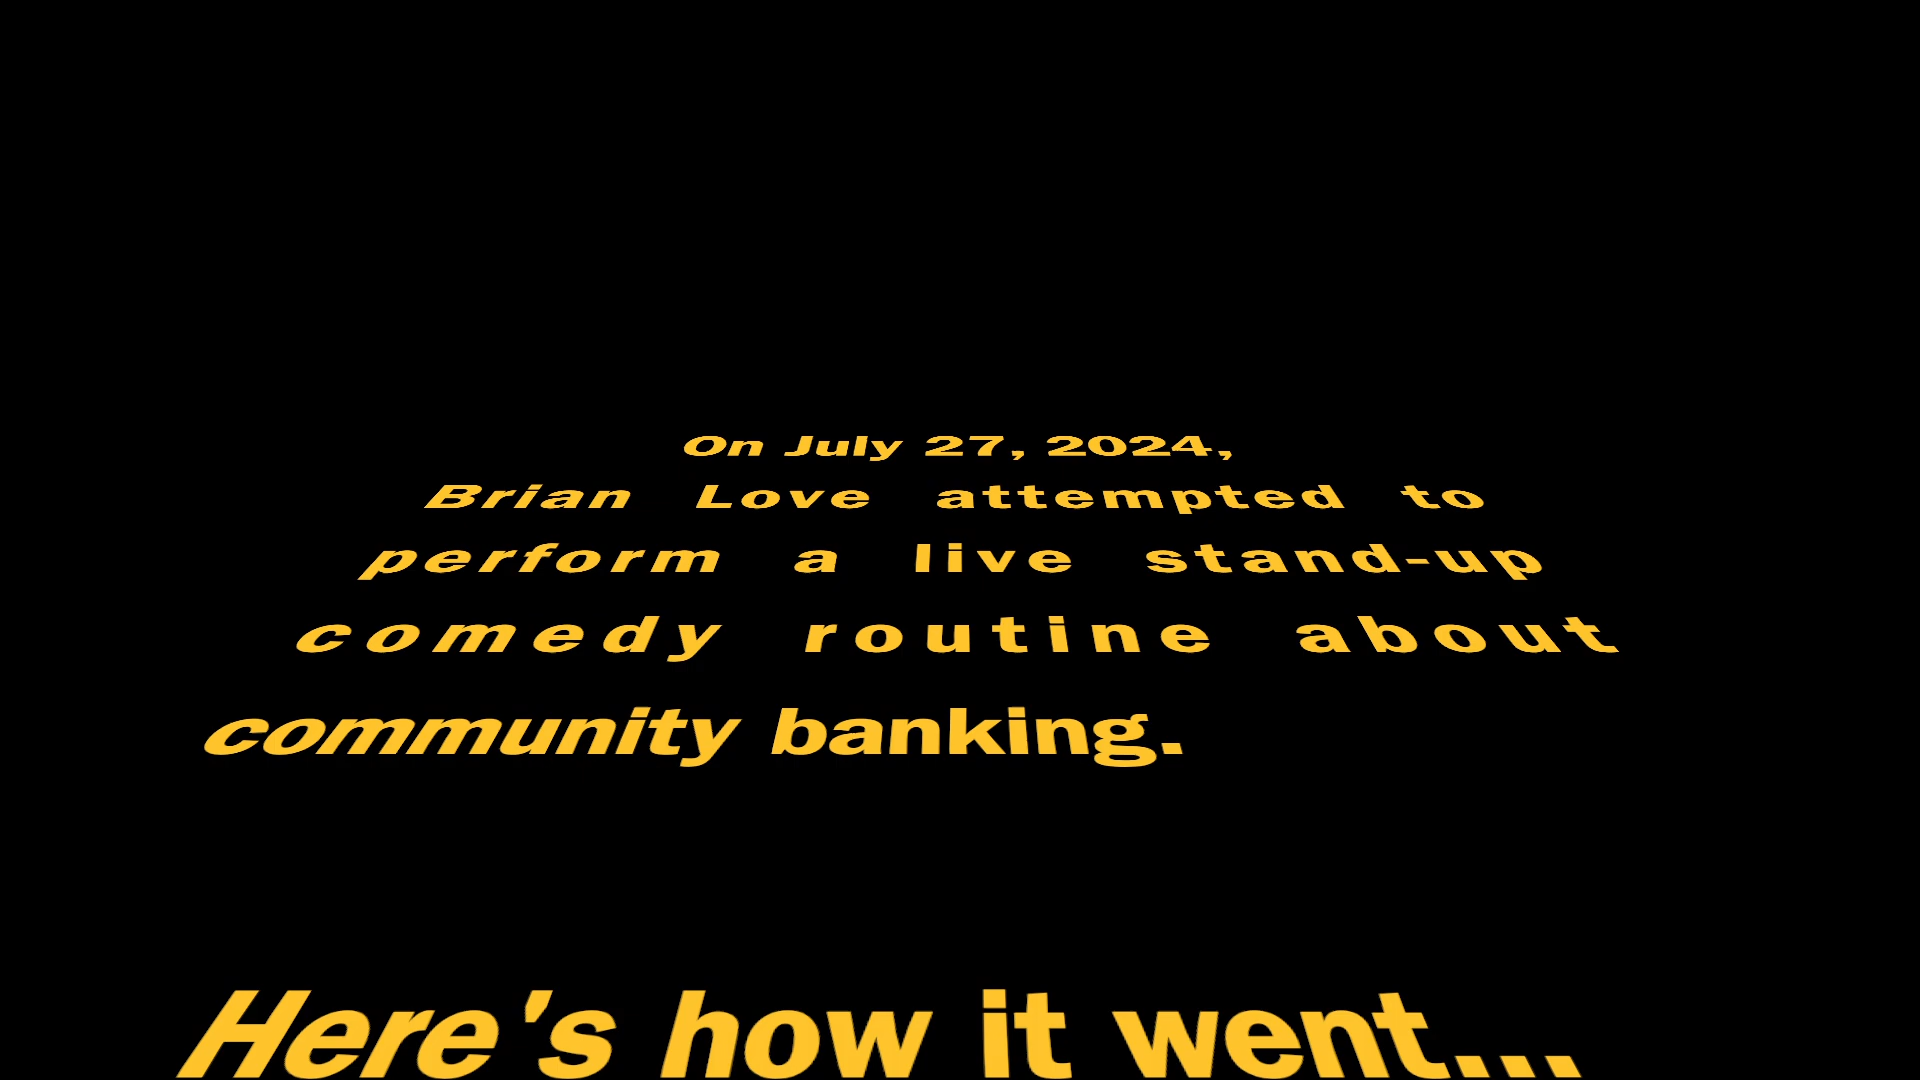 On July 27, 2024,
Brian Love attempted to
perform a live stand-up
comedy routine about
community banking.
Here's how it went...